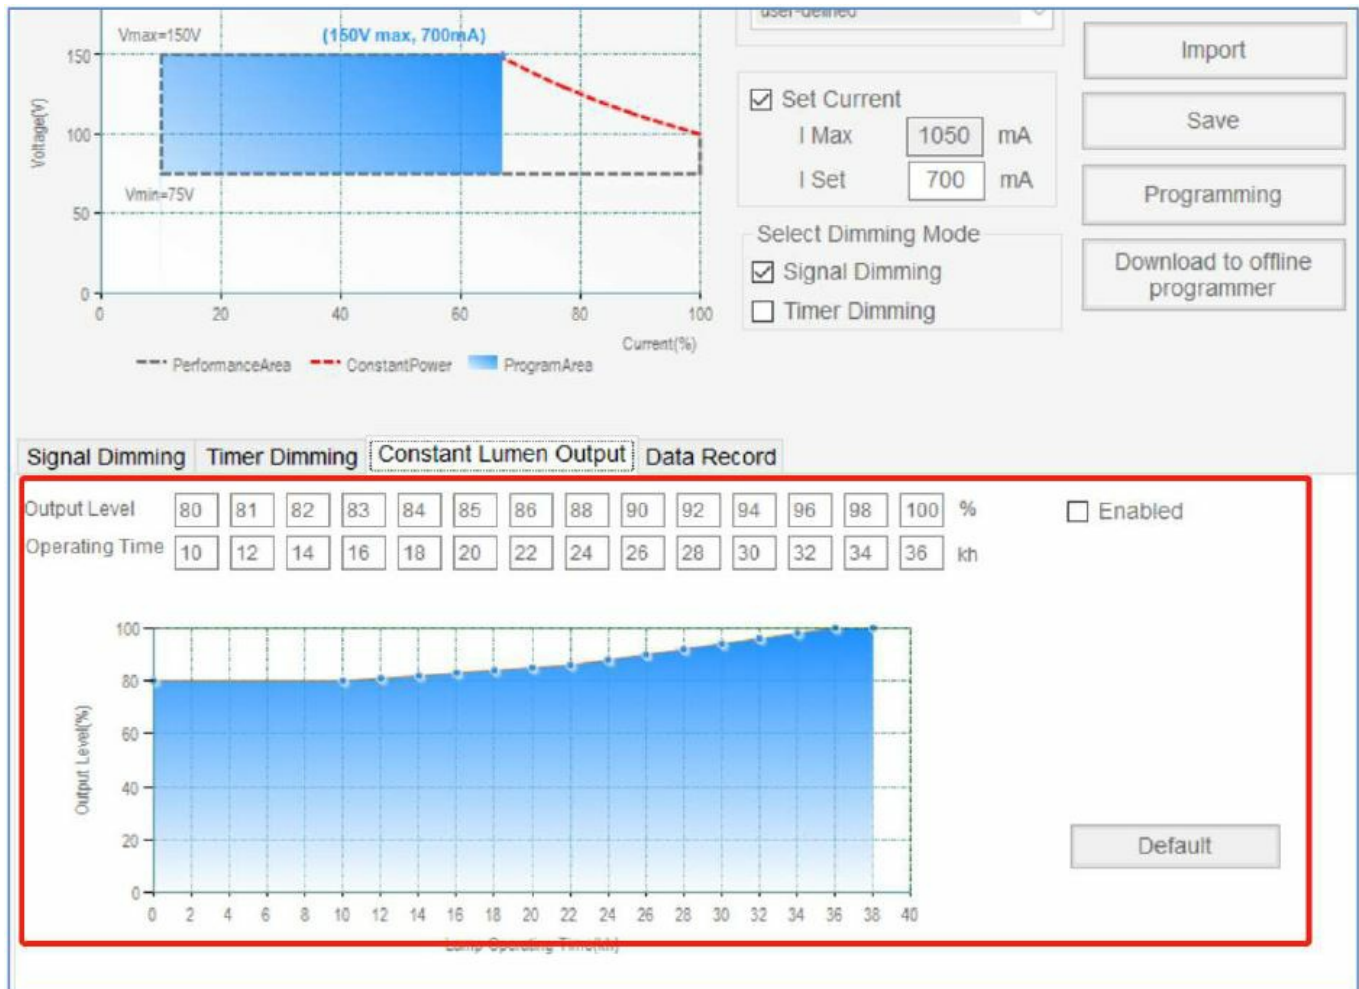 user-defined
Vmax=150V
(150V max, 700mA)
150
100
50
0
Voltage(V)
Vmin=75V
0 20 40 60 80 100
Current(%)
PerformanceArea ConstantPower ProgramArea
Set Current
I Max 1050 mA
I Set 700 mA
Select Dimming Mode
Signal Dimming
Timer Dimming
Import
Save
Programming
Download to offline
programmer
Signal Dimming Timer Dimming Constant Lumen Output Data Record
Output Level 80 81 82 83 84 85 86 88 90 92 94 96 98 100 %
Operating Time 10 12 14 16 18 20 22 24 26 28 30 32 34 36 kh
Enabled
100
80
60
40
20
0
Output Level(%)
0 2 4 6 8 10 12 14 16 18 20 22 24 26 28 30 32 34 36 38 40
Lamp Operating Time(kh)
Default